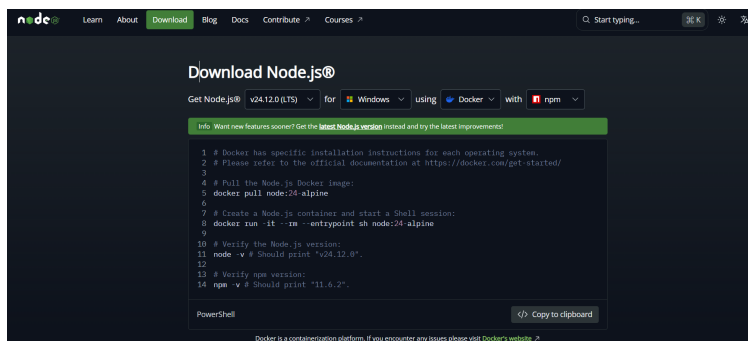 node®
Learn About Download Blog Docs Contribute ↗ Courses ↗ Start typing... ⌘ K
Download Node.js®
Get Node.js® v24.12.0 (LTS) for Windows using Docker with npm
Info Want new features sooner? Get the latest Node.js version instead and try the latest improvements!
1 # Docker has specific installation instructions for each operating system.
2 # Please refer to the official documentation at https://docker.com/get-started/
3
4 # Pull the Node.js Docker image:
5 docker pull node:24-alpine
6
7 # Create a Node.js container and start a Shell session:
8 docker run -it --rm --entrypoint sh node:24-alpine
9
10 # Verify the Node.js version:
11 node -v # Should print "v24.12.0".
12
13 # Verify npm version:
14 npm -v # Should print "11.6.2".
PowerShell </> Copy to clipboard
Docker is a containerization platform. If you encounter any issues please visit Docker's website ↗